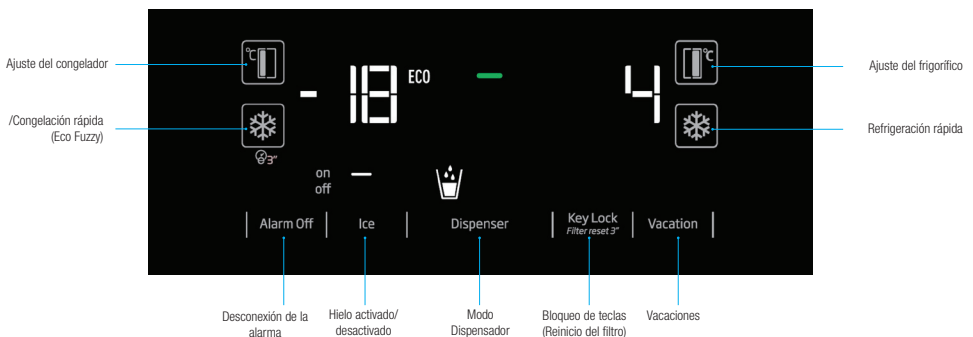 Ajuste del congelador
°C
- 18
ECO
4
°C
Ajuste del frigorífico
/Congelación rápida
(Eco Fuzzy)
3"
Refrigeración rápida
on
off
Alarm Off
Ice
Dispenser
Key Lock
Filter reset 3"
Vacation
Desconexión de la
alarma
Hielo activado/
desactivado
Modo
Dispensador
Bloqueo de teclas
(Reinicio del filtro)
Vacaciones